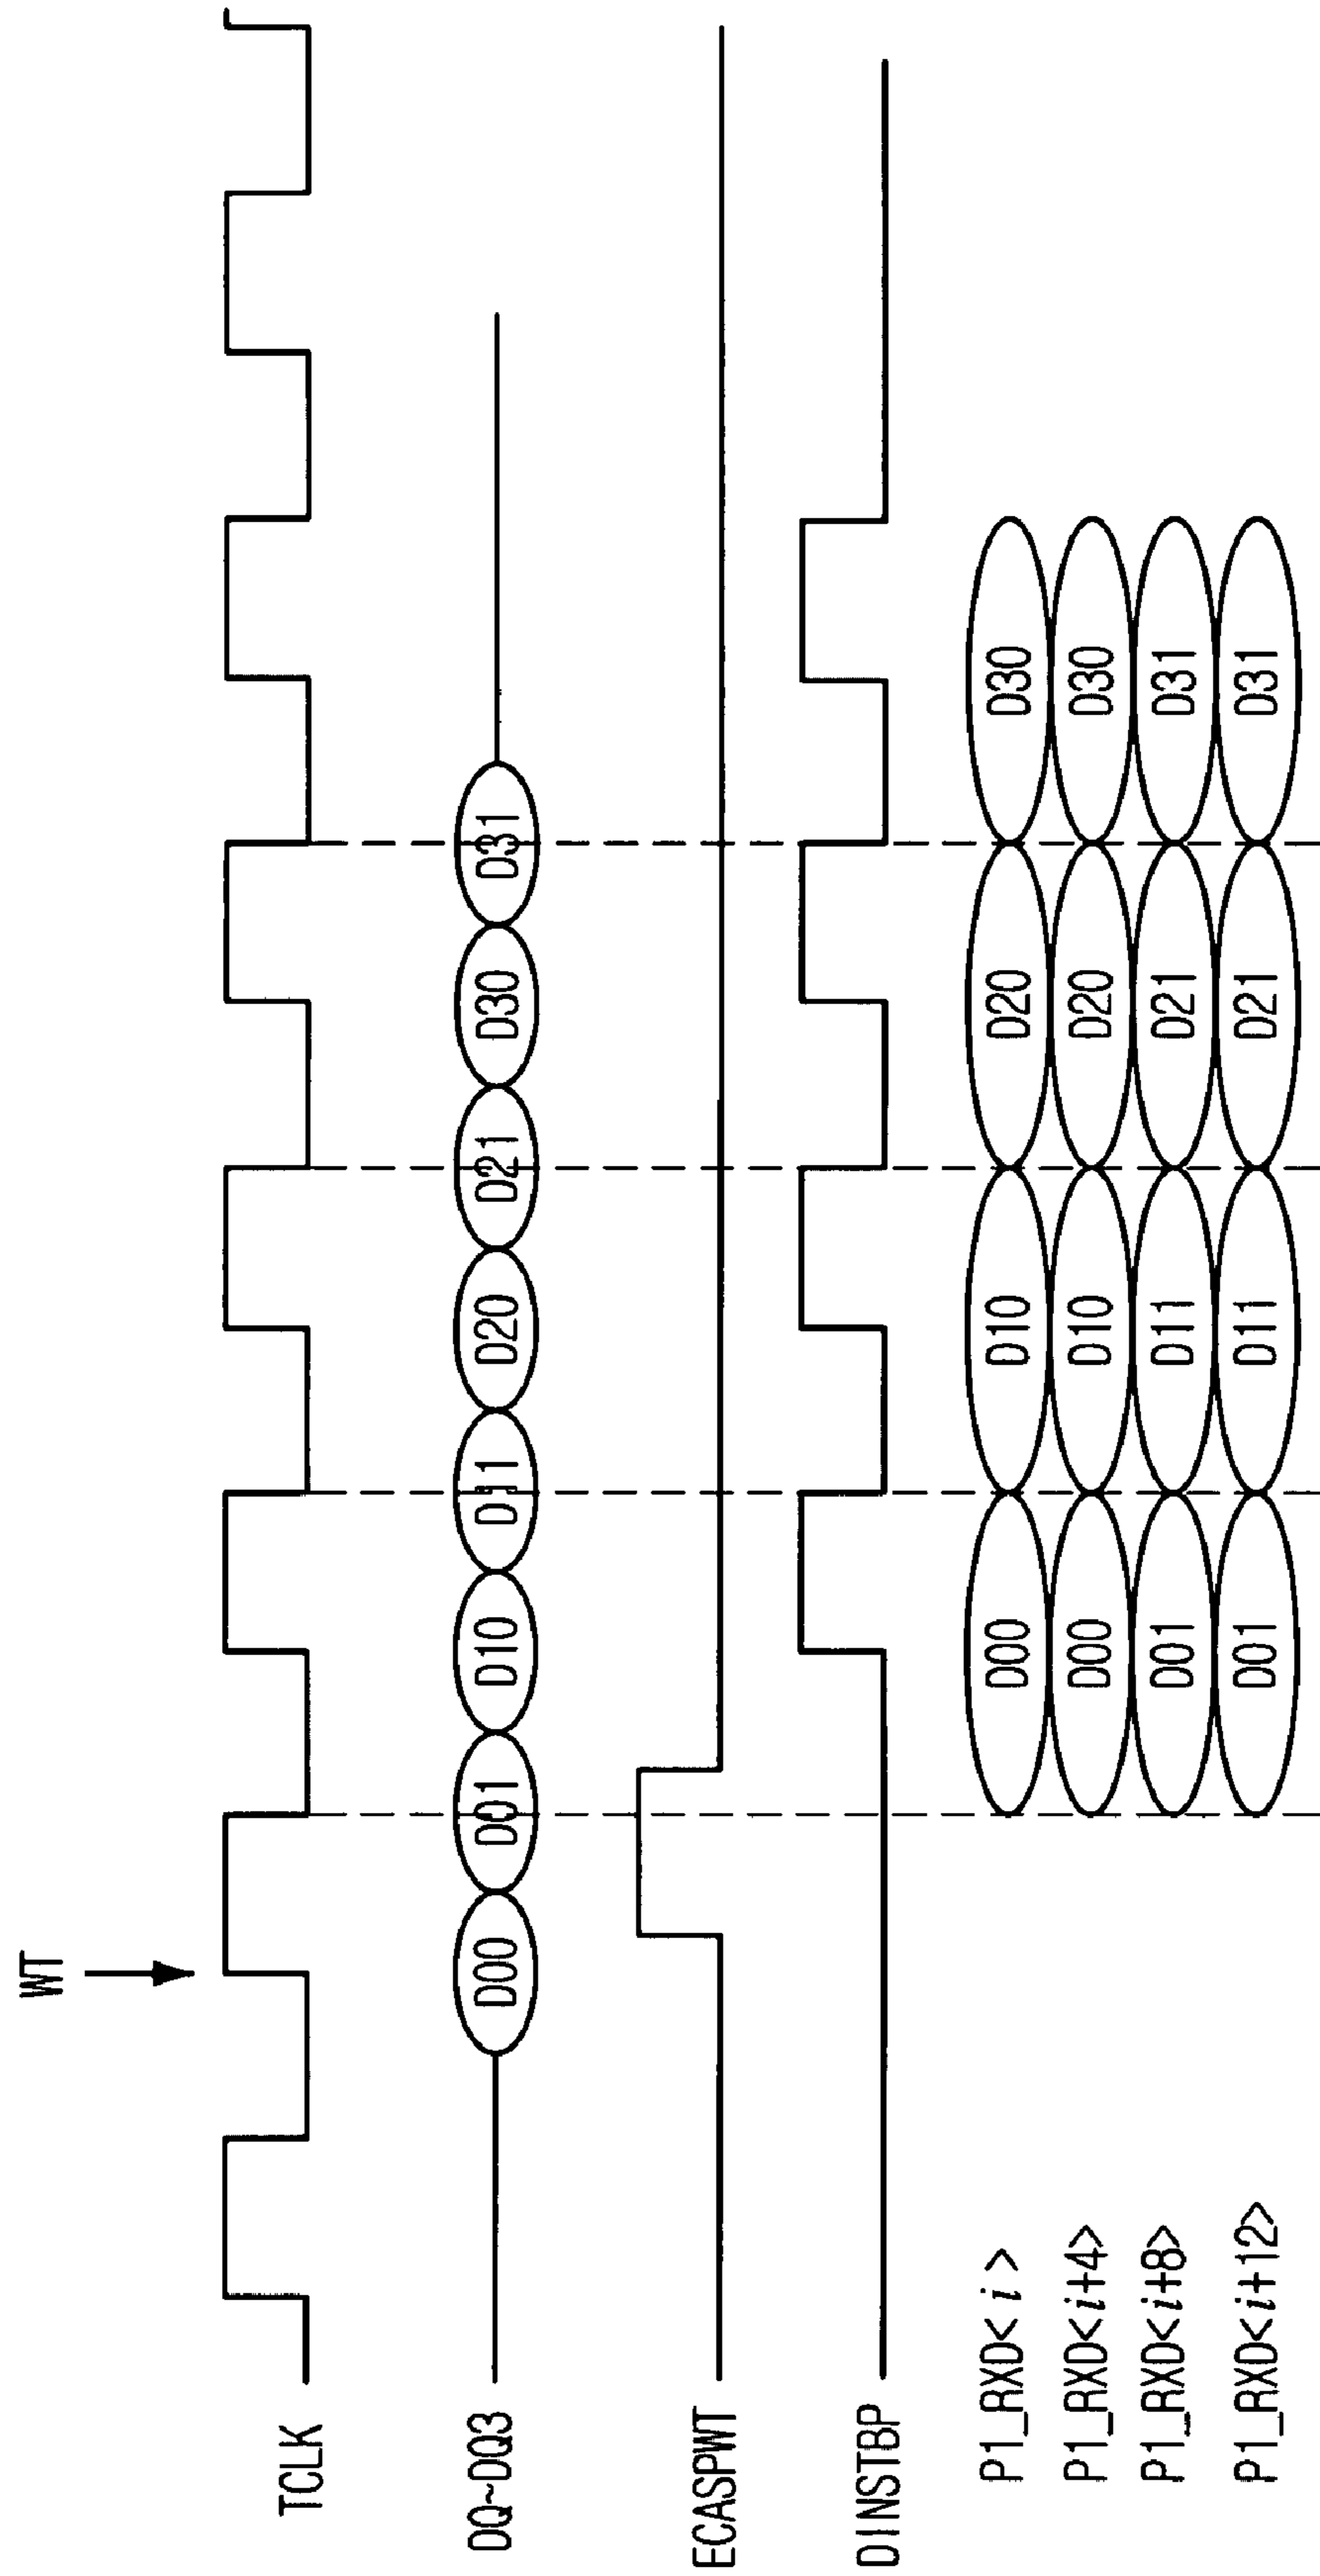 WT
TCLK
DQ~DQ3 D00 D01 D10 D11 D20 D21 D30 D31
ECASPWT
DINSTBP
P1_RXD<i> D00 D10 D20 D30
P1_RXD<i+4> D00 D10 D20 D30
P1_RXD<i+8> D01 D11 D21 D31
P1_RXD<i+12> D01 D11 D21 D31